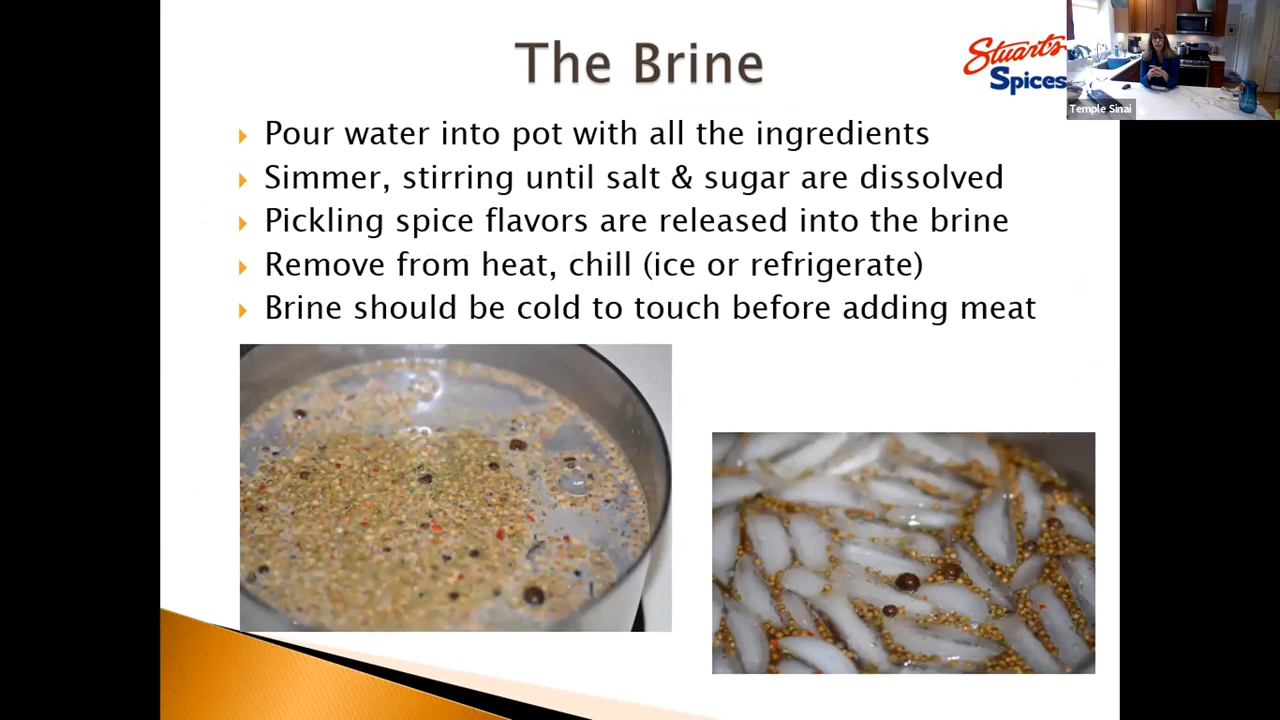 The Brine
Stuart's
Spices
Temple Sinai
Pour water into pot with all the ingredients
Simmer, stirring until salt & sugar are dissolved
Pickling spice flavors are released into the brine
Remove from heat, chill (ice or refrigerate)
Brine should be cold to touch before adding meat